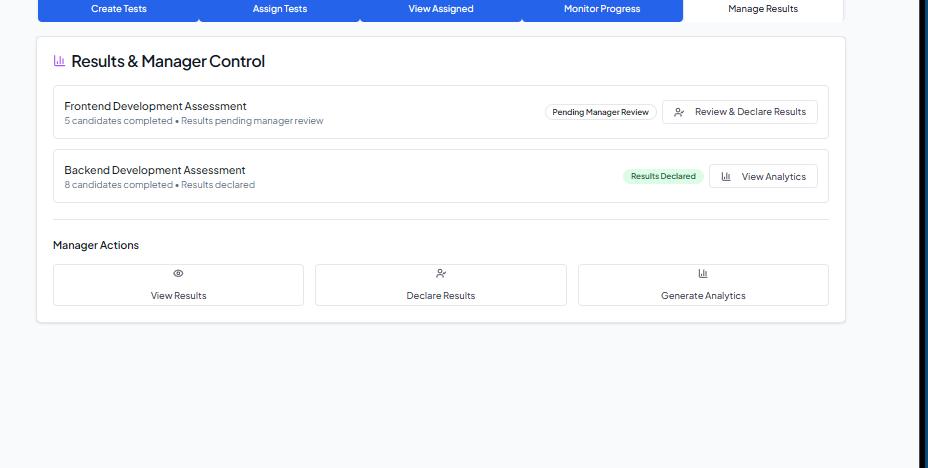 Create Tests
Assign Tests
View Assigned
Monitor Progress
Manage Results
Results & Manager Control
Frontend Development Assessment
5 candidates completed • Results pending manager review
Pending Manager Review
Review & Declare Results
Backend Development Assessment
8 candidates completed • Results declared
Results Declared
View Analytics
Manager Actions
View Results
Declare Results
Generate Analytics